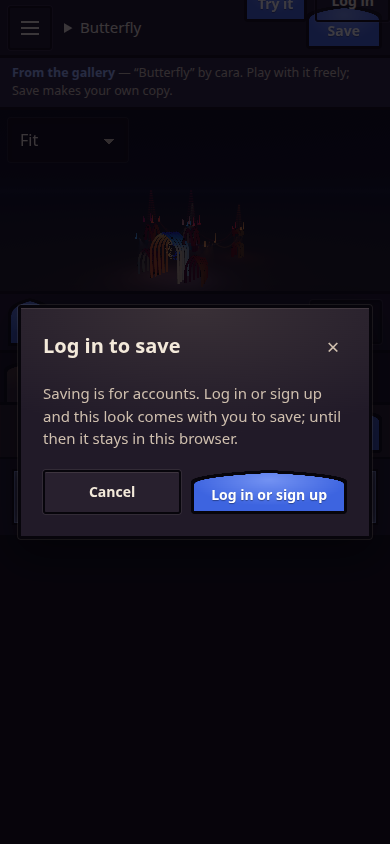 Try it
Log in
Butterfly
Save
From the gallery — “Butterfly” by cara. Play with it freely;
Save makes your own copy.
Fit
Log in to save
×
Saving is for accounts. Log in or sign up
and this look comes with you to save; until
then it stays in this browser.
Cancel
Log in or sign up